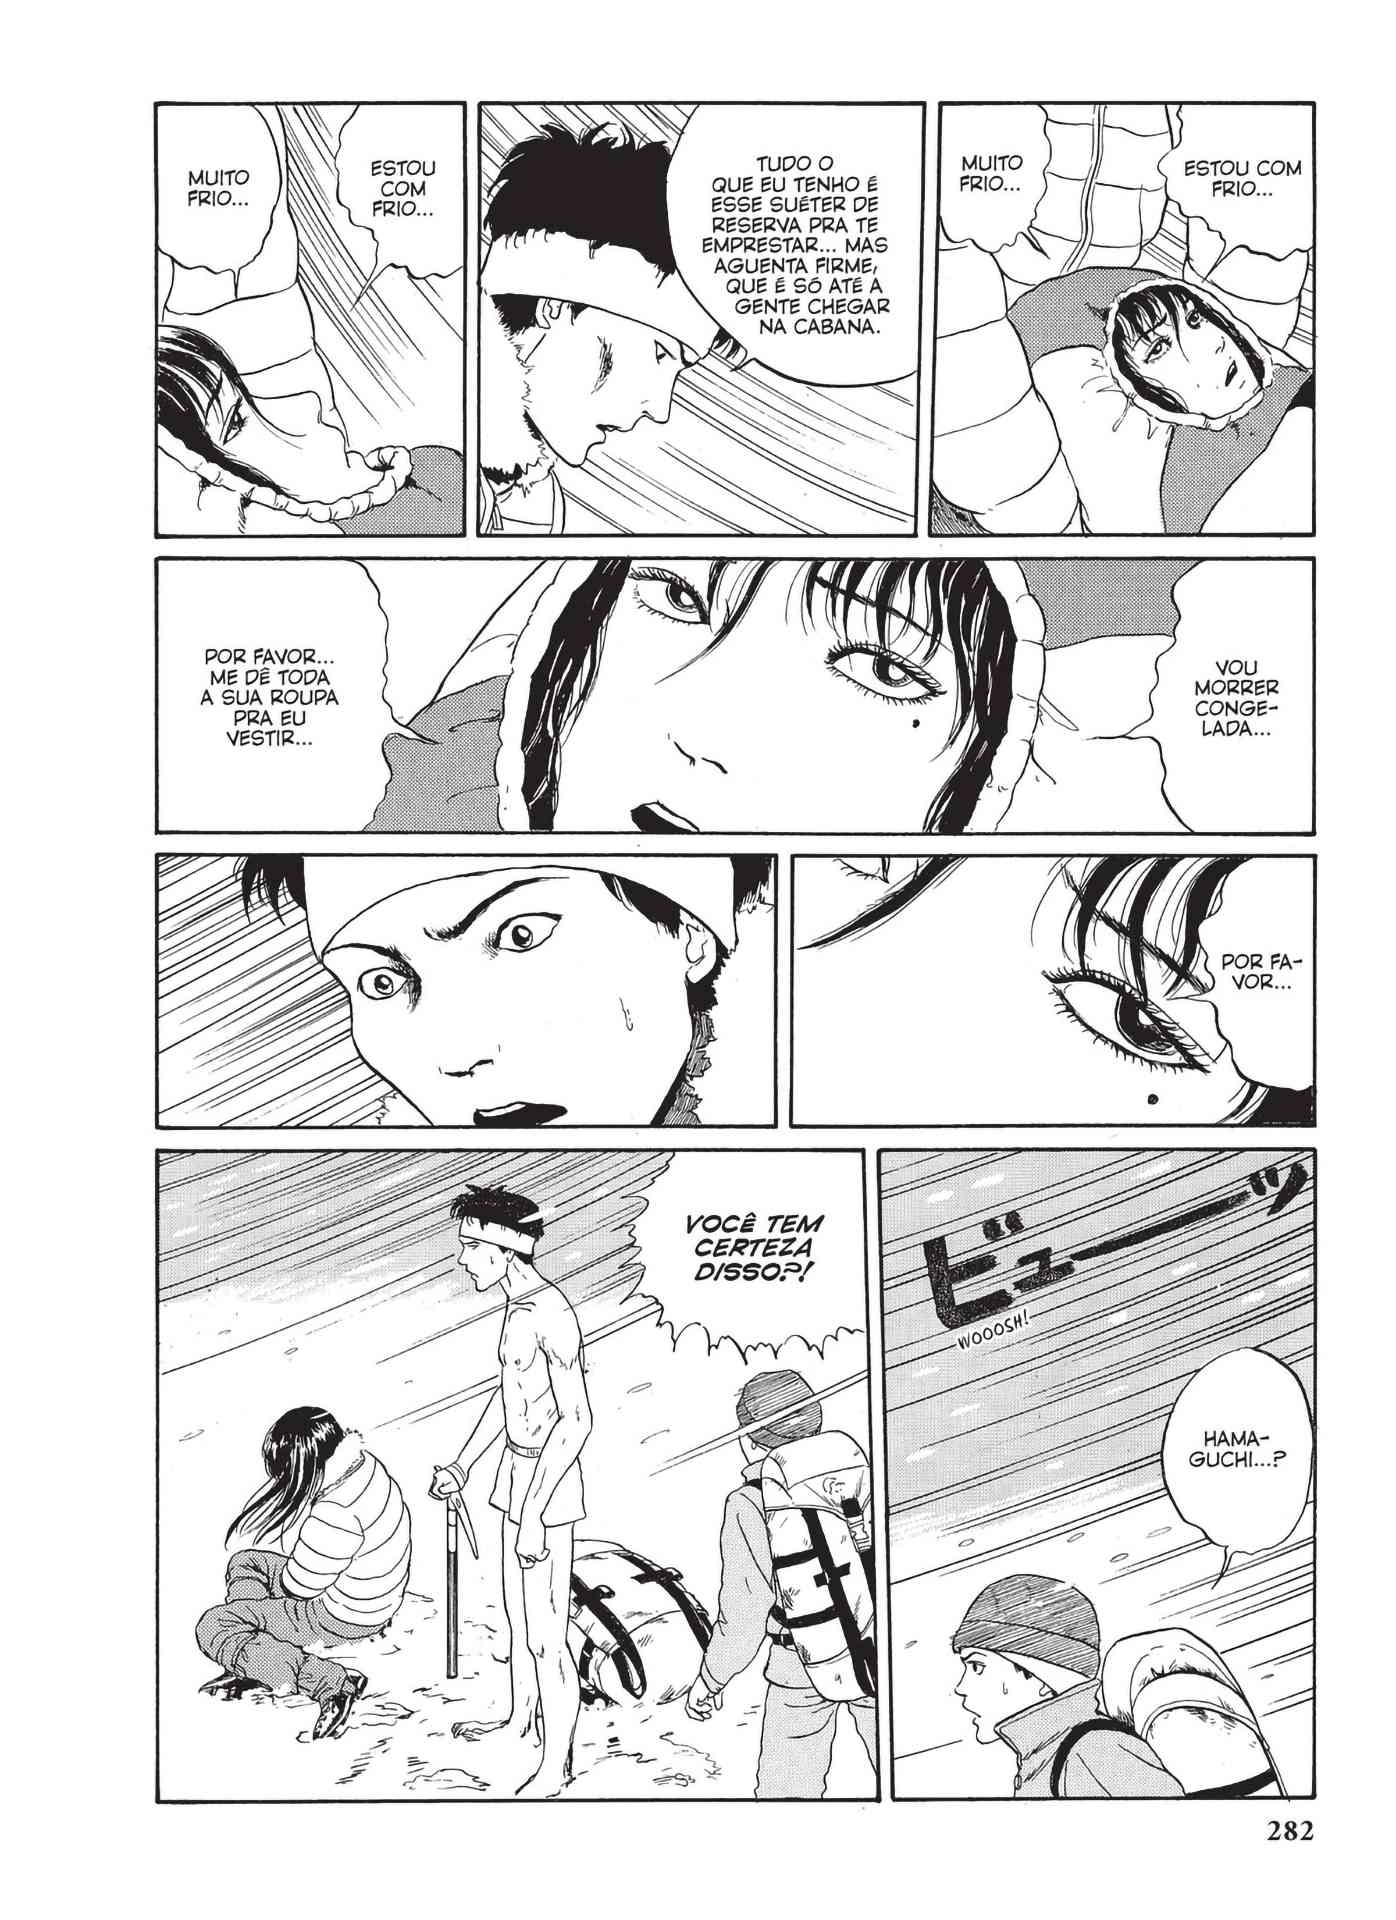 ESTOU COM
FRIO...
MUITO
FRIO...
TUDO O
QUE EU TENHO É
ESSE SUÉTER DE
RESERVA PRA TE
EMPRESTAR... MAS
AGUENTA FIRME,
QUE É SÓ ATÉ A
GENTE CHEGAR
NA CABANA.
ESTOU
COM
FRIO...
MUITO
FRIO...
VOU
MORRER
CONGE-
LADA...
POR FAVOR...
ME DÊ TODA
A SUA ROUPA
PRA EU
VESTIR...
POR FA-
VOR...
ビューーッ
WOOOSH!
HAMA-
GUCHI...?
VOCÊ TEM
CERTEZA
DISSO?!
282